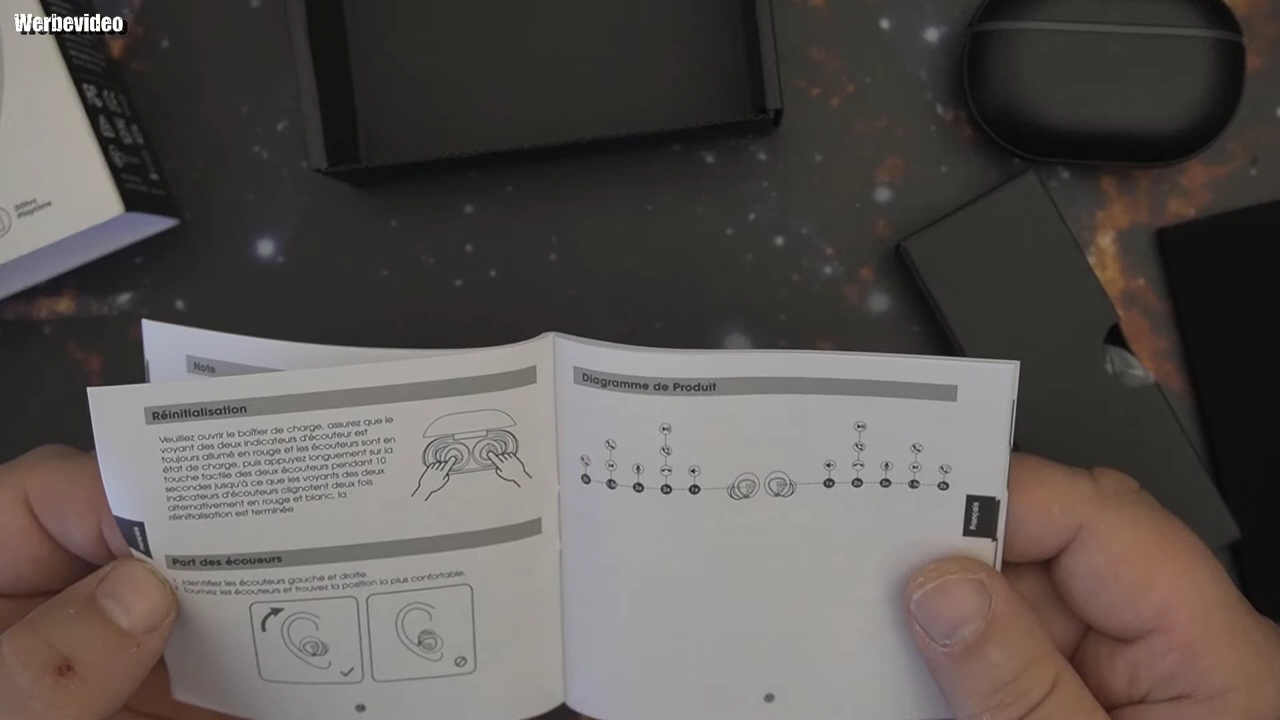 Werbevideo
50hrs
Playtime
Note
Réinitialisation
Veuillez ouvrir le boîtier de charge, assurez que le
voyant des deux indicateurs d'écouteur est
toujours allumé en rouge et les écouteurs sont en
état de charge, puis appuyez longuement sur la
touche tactile des deux écouteurs pendant 10
secondes jusqu'à ce que les voyants des deux
indicateurs d'écouteurs clignotent deux fois
alternativement en rouge et blanc, la
réinitialisation est terminée
Port des écoueurs
1. Identifiez les écouteurs gauche et droite.
2. Tournez les écouteurs et trouvez la position la plus confortable.
Diagramme de Produit
Français